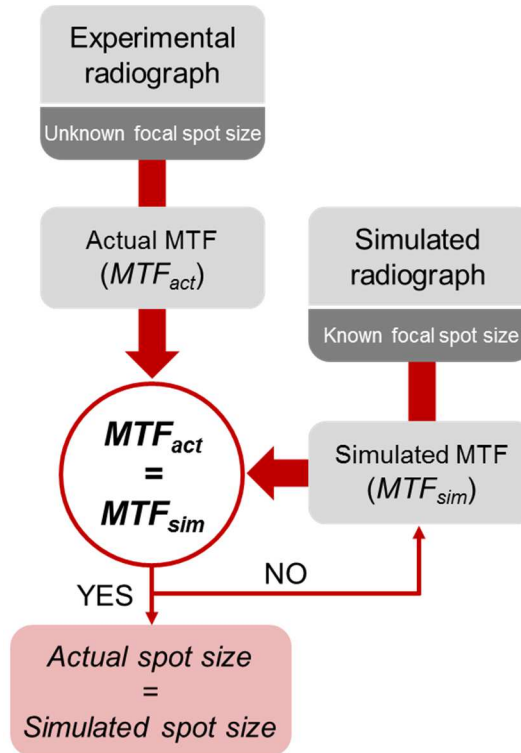 Experimental
radiograph
Unknown focal spot size
Actual MTF
(MTFact)
Simulated
radiograph
Known focal spot size
Simulated MTF
(MTFsim)
MTFact
=
MTFsim
YES
NO
Actual spot size
=
Simulated spot size